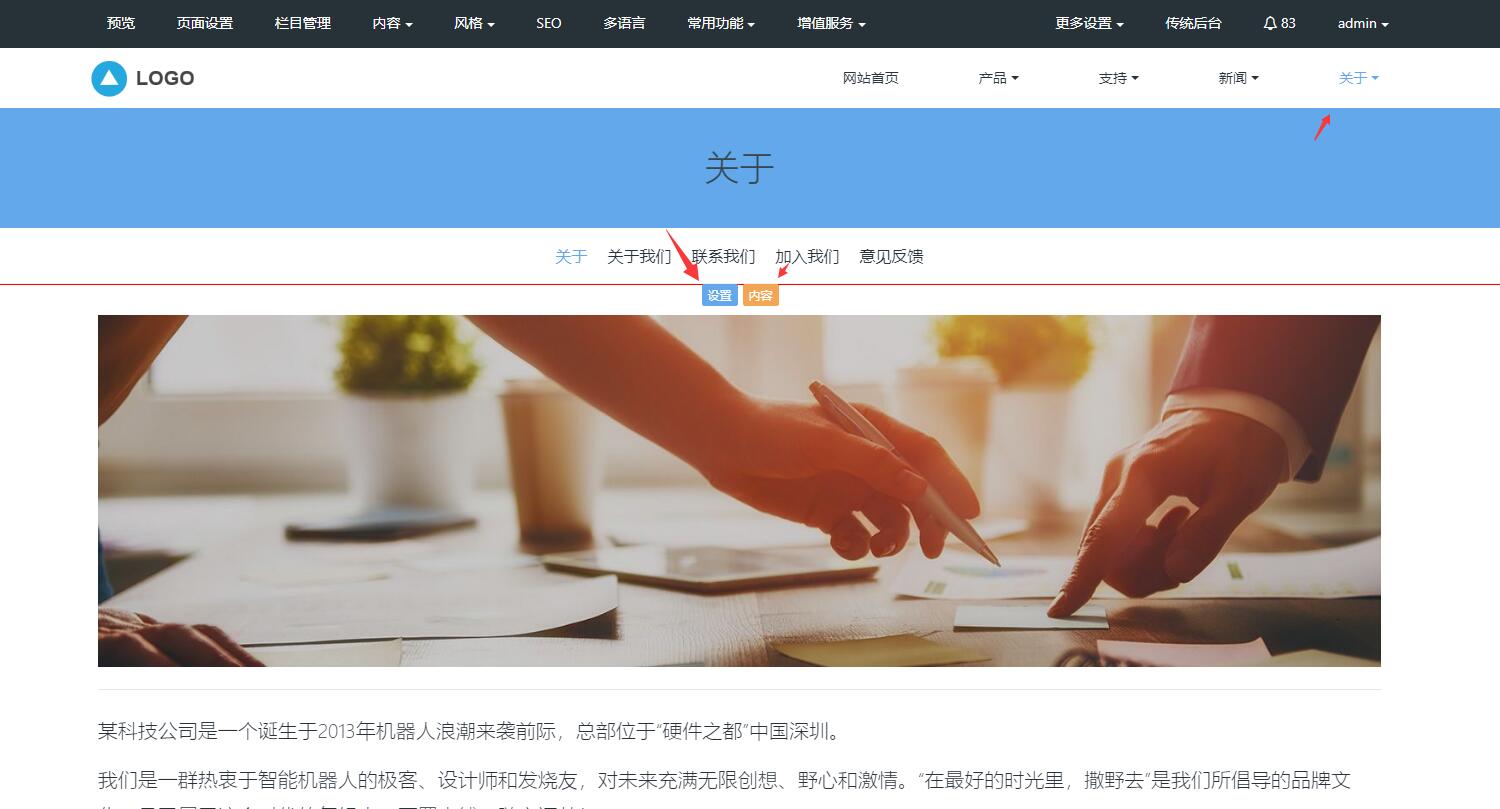 预览 页面设置 栏目管理 内容 风格 SEO 多语言 常用功能 增值服务 更多设置 传统后台 83 admin
LOGO 网站首页 产品 支持 新闻 关于
关于
关于 关于我们 联系我们 加入我们 意见反馈
设置 内容
某科技公司是一个诞生于2013年机器人浪潮来袭前际，总部位于“硬件之都”中国深圳。
我们是一群热衷于智能机器人的极客、设计师和发烧友，对未来充满无限创想、野心和激情。“在最好的时光里，撒野去”是我们所倡导的品牌文